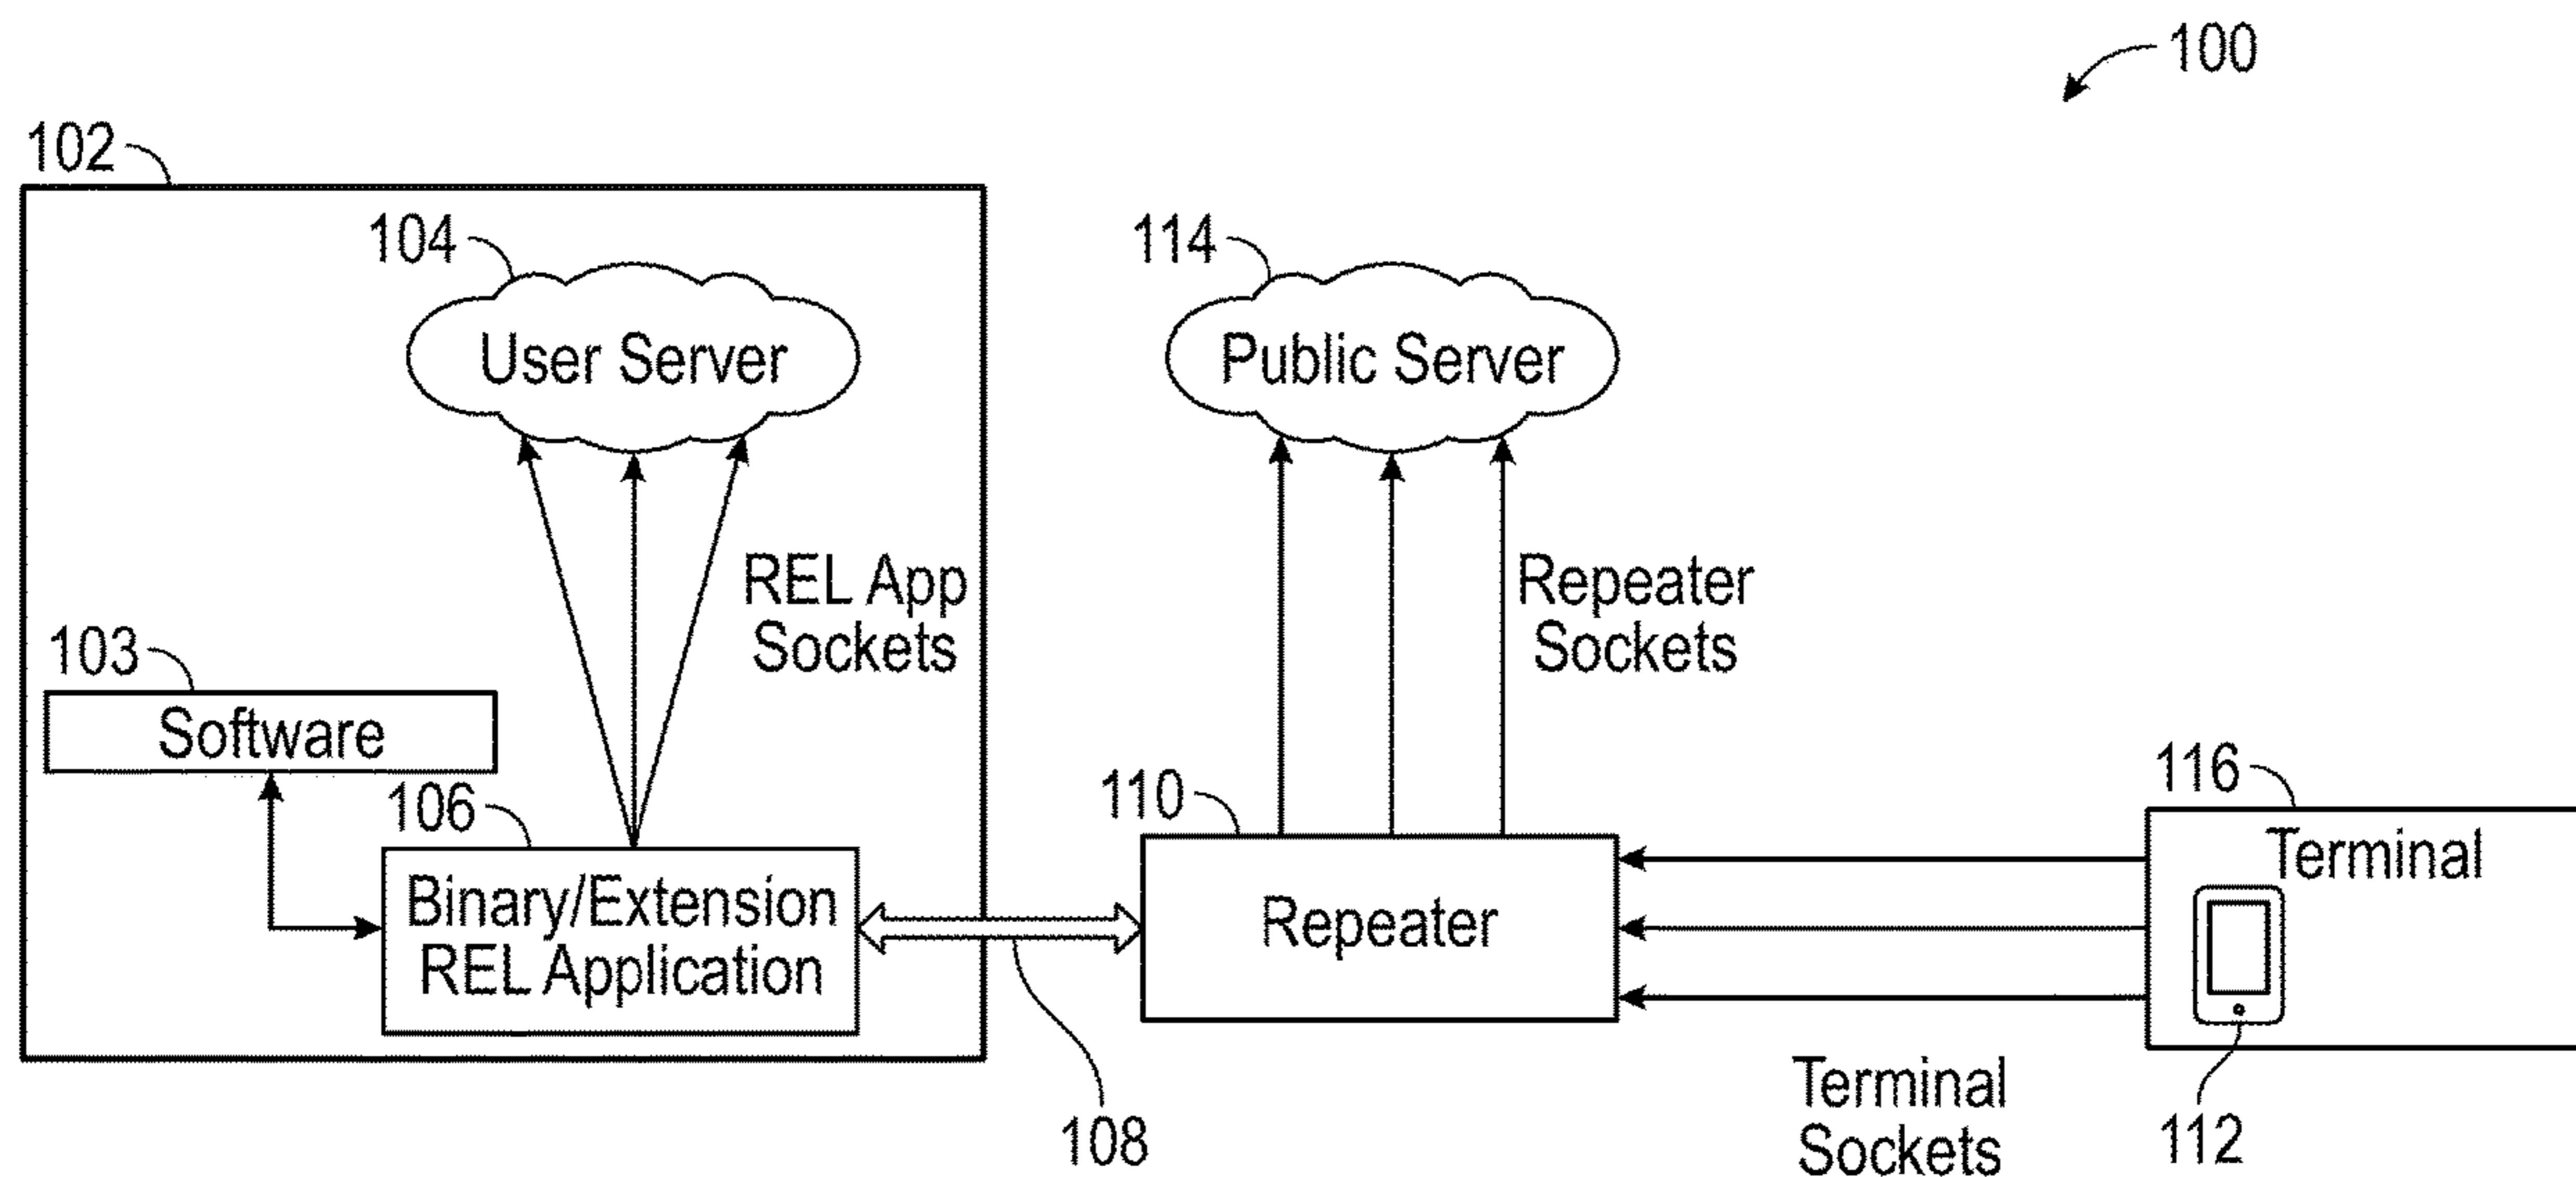 100
102
104
User Server
114
Public Server
REL App
Sockets
Repeater
Sockets
103
Software
106
Binary/Extension
REL Application
108
110
Repeater
116
Terminal
Terminal
Sockets
112